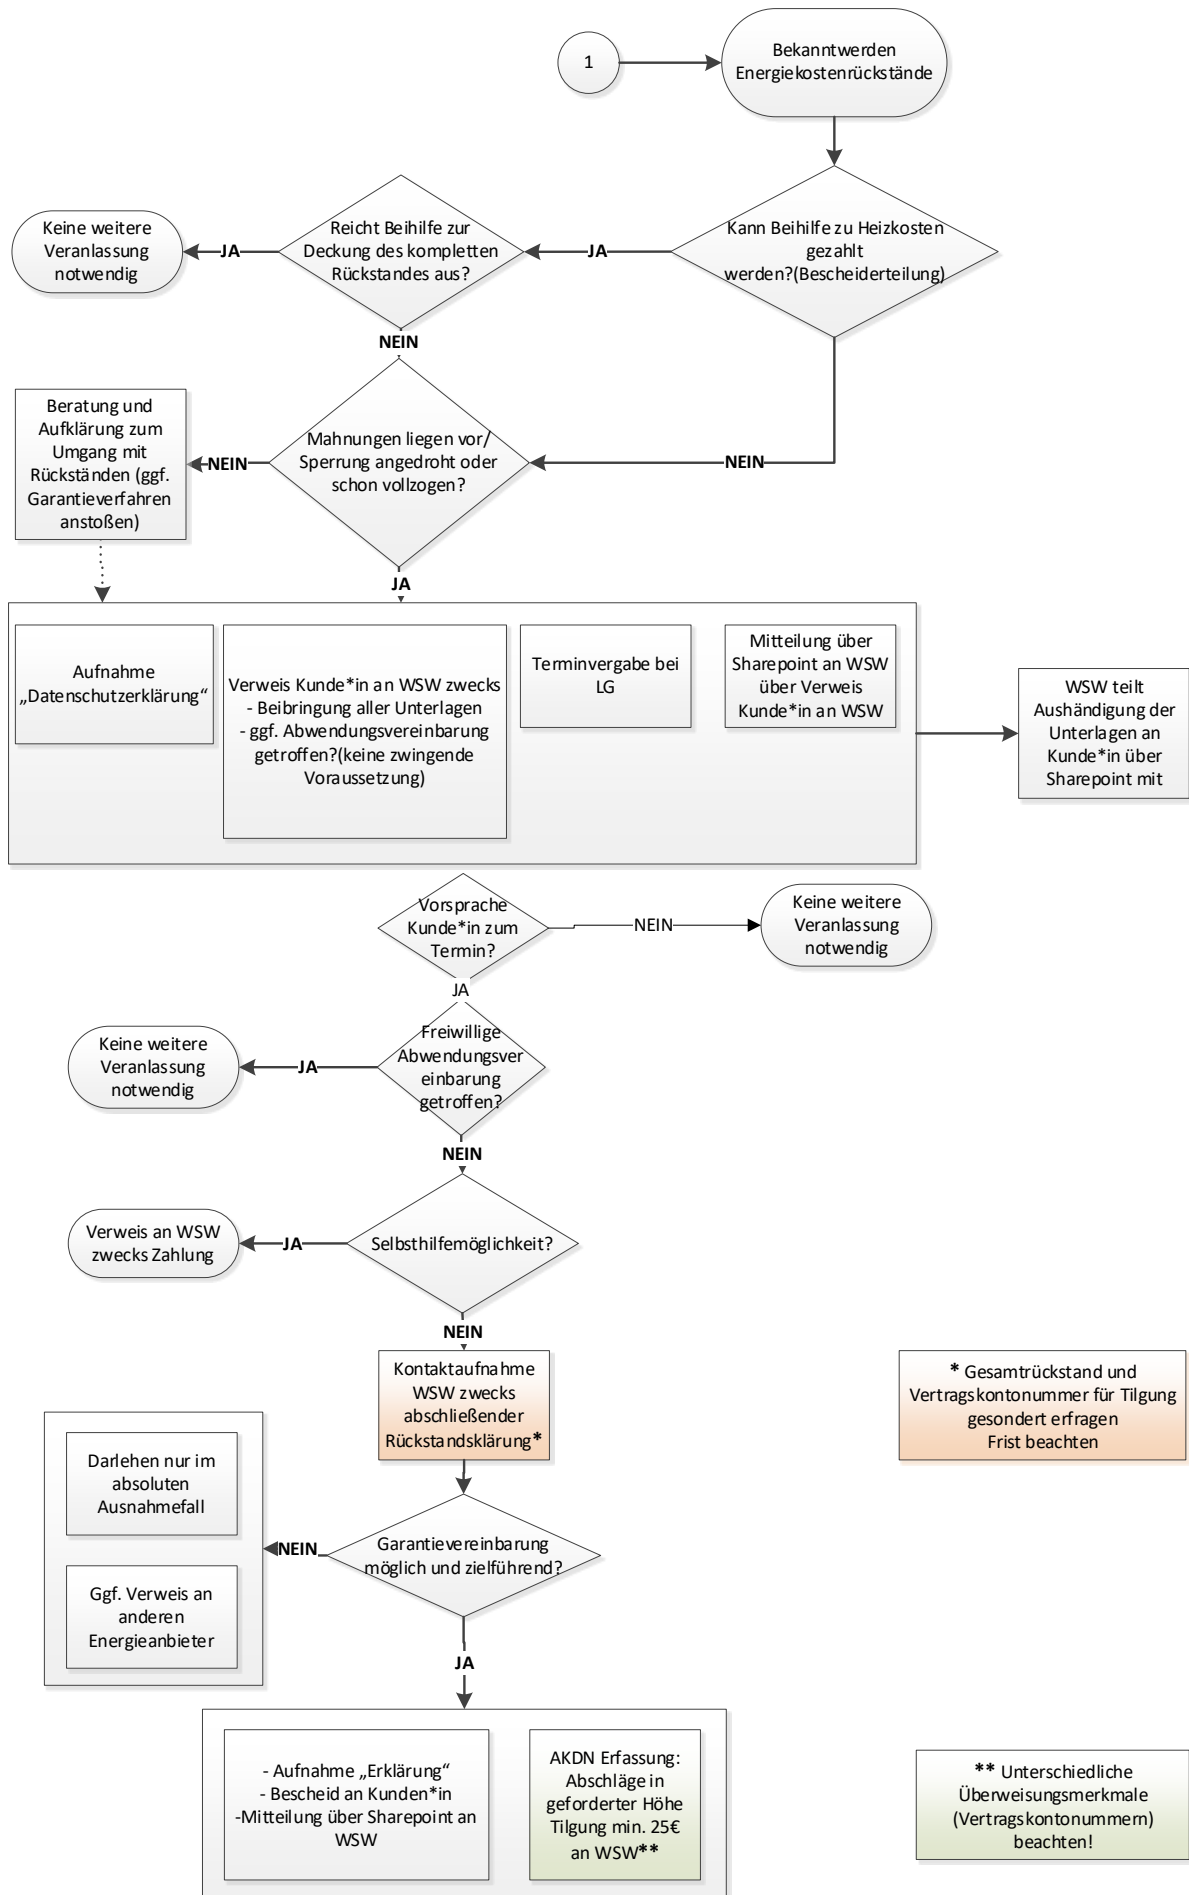 1
Bekanntwerden
Energiekostenrückstände
Kann Beihilfe zu Heizkosten
gezahlt
werden?(Bescheiderteilung)
JA
Reicht Beihilfe zur
Deckung des kompletten
Rückstandes aus?
JA
Keine weitere
Veranlassung
notwendig
NEIN
NEIN
Mahnungen liegen vor/
Sperrung angedroht oder
schon vollzogen?
NEIN
Beratung und
Aufklärung zum
Umgang mit
Rückständen (ggf.
Garantieverfahren
anstoßen)
JA
Aufnahme
„Datenschutzerklärung“
Verweis Kunde*in an WSW zwecks
- Beibringung aller Unterlagen
- ggf. Abwendungsvereinbarung
getroffen?(keine zwingende
Voraussetzung)
Terminvergabe bei
LG
Mitteilung über
Sharepoint an WSW
über Verweis
Kunde*in an WSW
WSW teilt
Aushändigung der
Unterlagen an
Kunde*in über
Sharepoint mit
Vorsprache
Kunde*in zum
Termin?
NEIN
Keine weitere
Veranlassung
notwendig
JA
Freiwillige
Abwendungsver
einbarung
getroffen?
JA
Keine weitere
Veranlassung
notwendig
NEIN
Selbsthilfemöglichkeit?
JA
Verweis an WSW
zwecks Zahlung
NEIN
Kontaktaufnahme
WSW zwecks
abschließender
Rückstandsklärung*
* Gesamtrückstand und
Vertragskontonummer für Tilgung
gesondert erfragen
Frist beachten
Garantievereinbarung
möglich und zielführend?
NEIN
Darlehen nur im
absoluten
Ausnahmefall
Ggf. Verweis an
anderen
Energieanbieter
JA
- Aufnahme „Erklärung“
- Bescheid an Kunden*in
-Mitteilung über Sharepoint an
WSW
AKDN Erfassung:
Abschläge in
geforderter Höhe
Tilgung min. 25€
an WSW**
** Unterschiedliche
Überweisungsmerkmale
(Vertragskontonummern)
beachten!